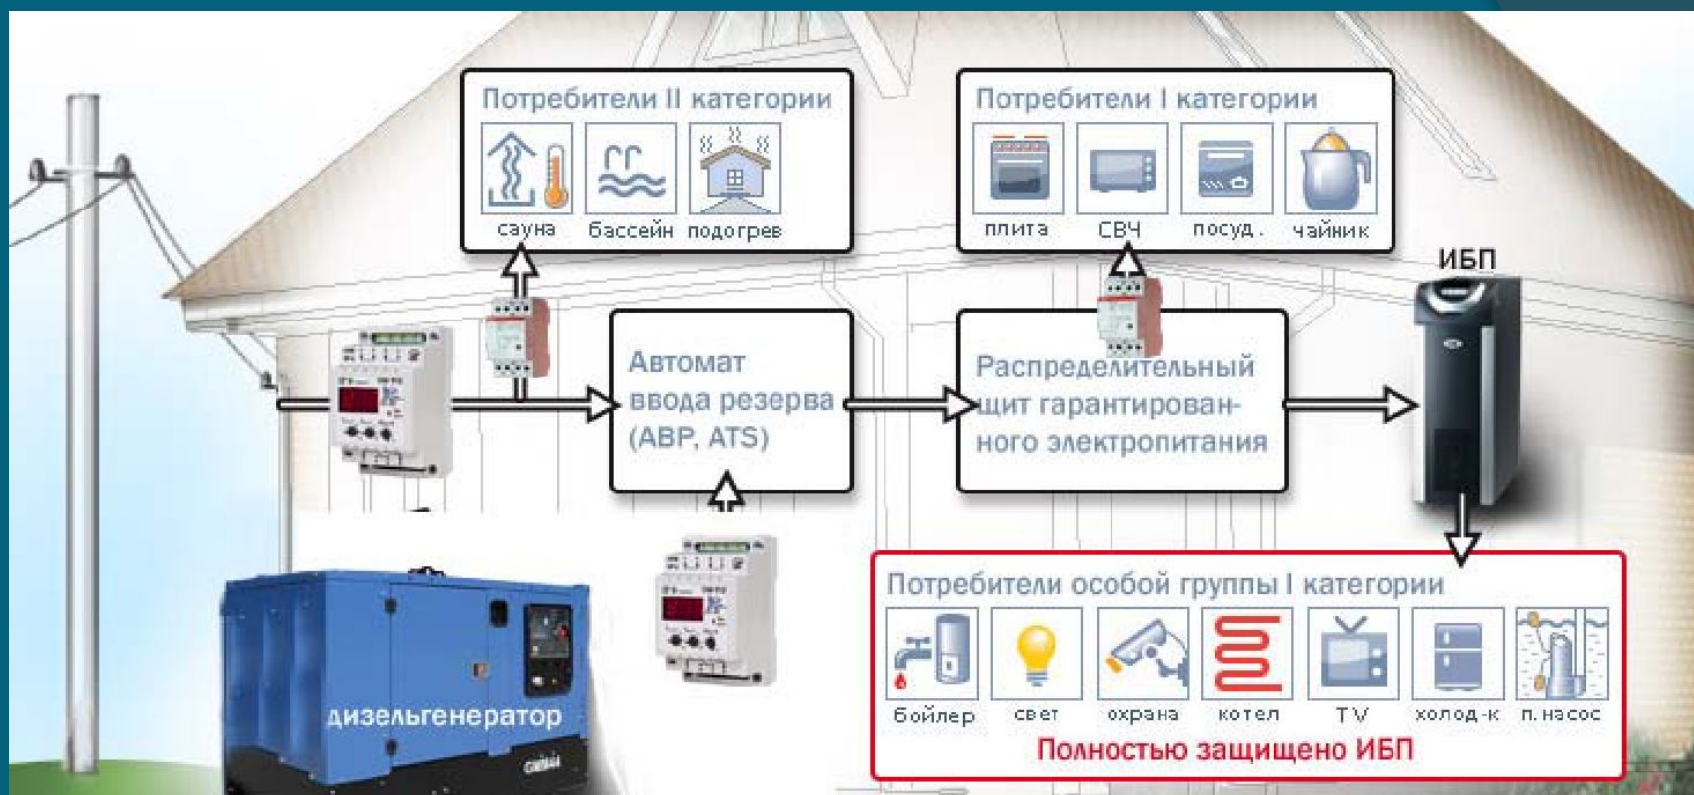 Потребители II категории
сауна
бассейн
подогрев
Потребители I категории
плита
СВЧ
посуд.
чайник
ИБП
Автомат
ввода резерва
(АВР, ATS)
Распределительный
щит гарантирован-
ного электропитания
дизельгенератор
Потребители особой группы I категории
бойлер
свет
охрана
котел
TV
холод-к
п.насос
Полностью защищено ИБП